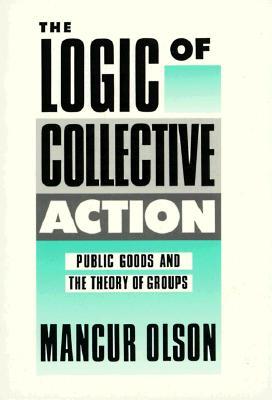 THE
LOGIC OF
COLLECTIVE
ACTION
PUBLIC GOODS AND
THE THEORY OF GROUPS
MANCUR OLSON